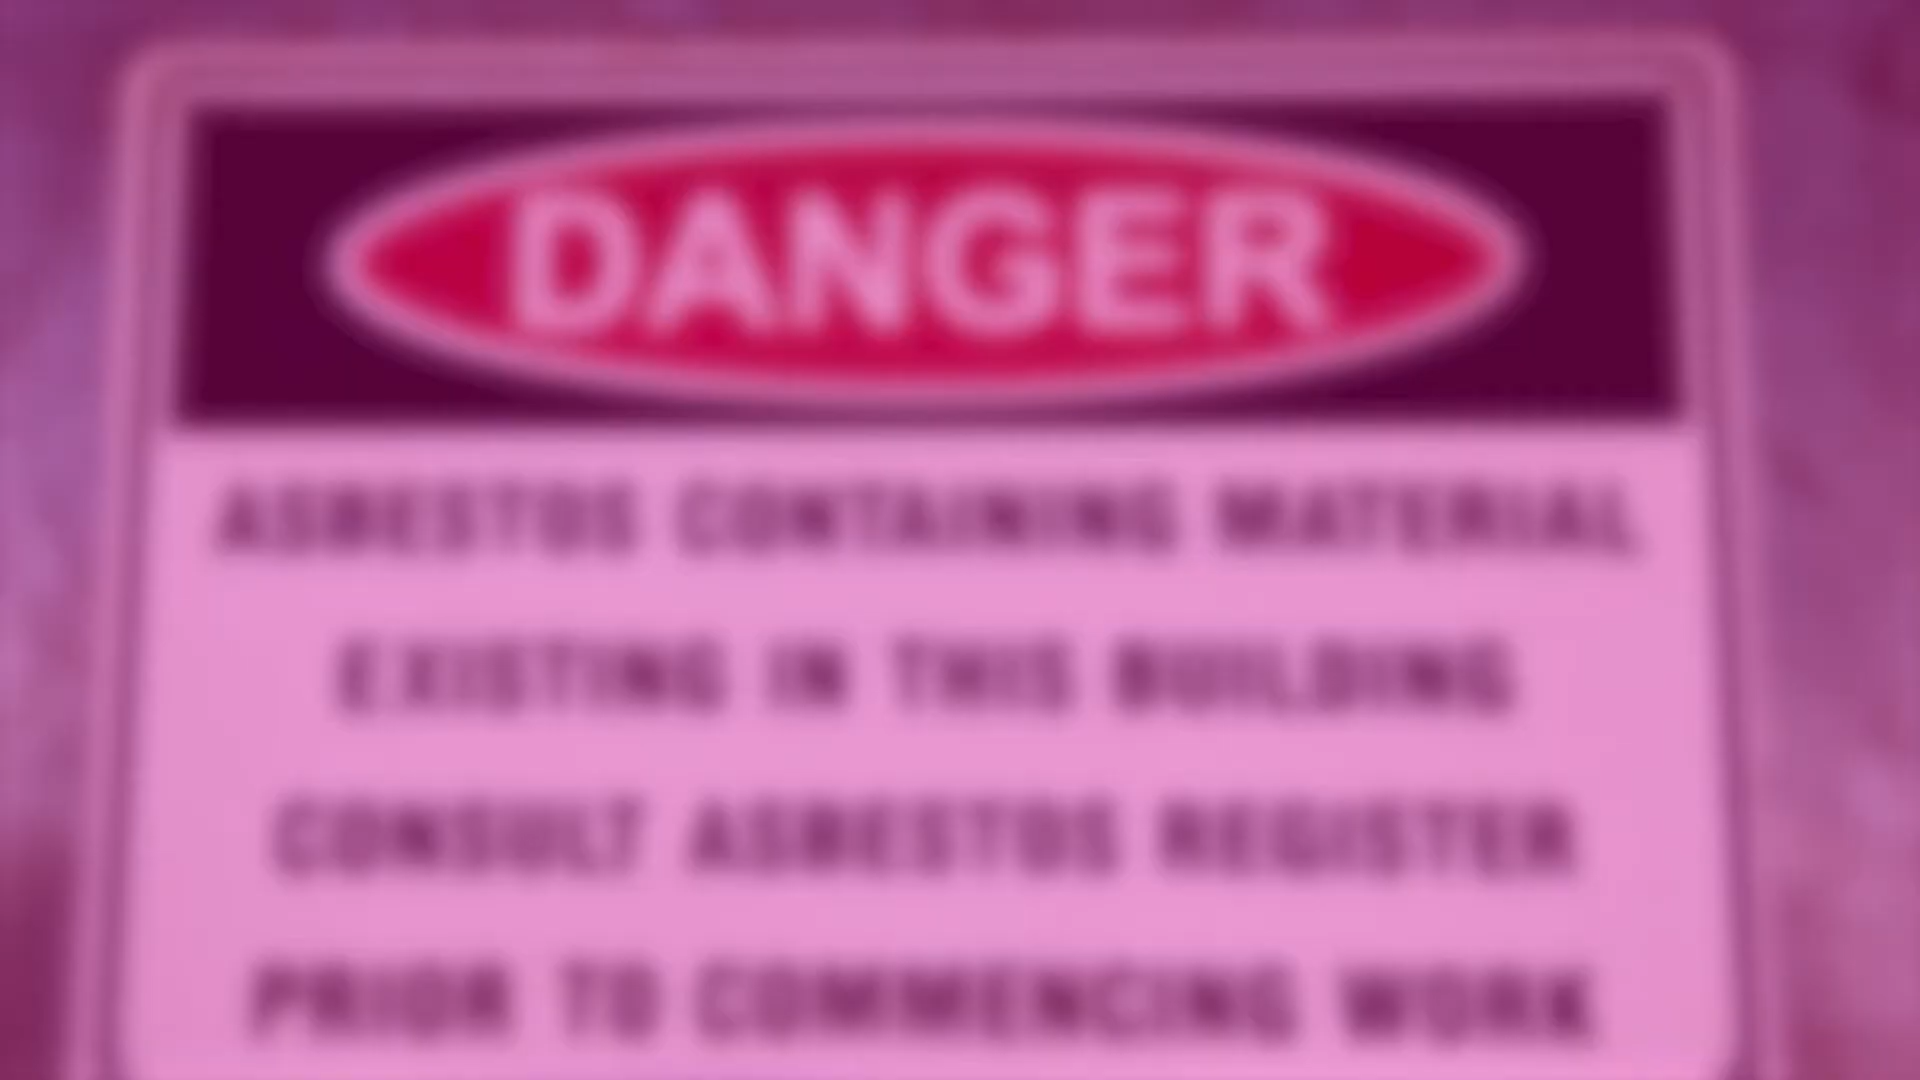 DANGER
ASBESTOS CONTAINING MATERIAL
EXISTING IN THIS BUILDING
CONSULT ASBESTOS REGISTER
PRIOR TO COMMENCING WORK